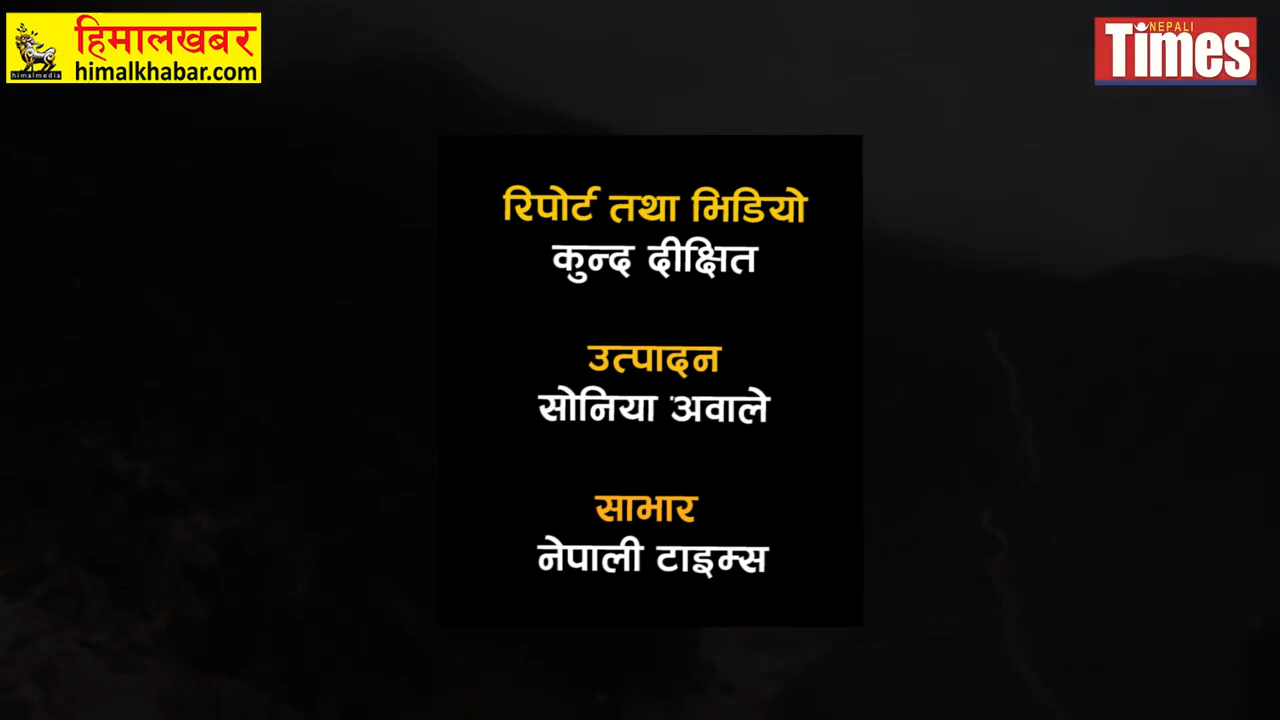 हिमालखबर
himalmedia
himalkhabar.com
NEPALI
Times
रिपोर्ट तथा भिडियो
कुन्द दीक्षित
उत्पादन
सोनिया अवाले
साभार
नेपाली टाइम्स